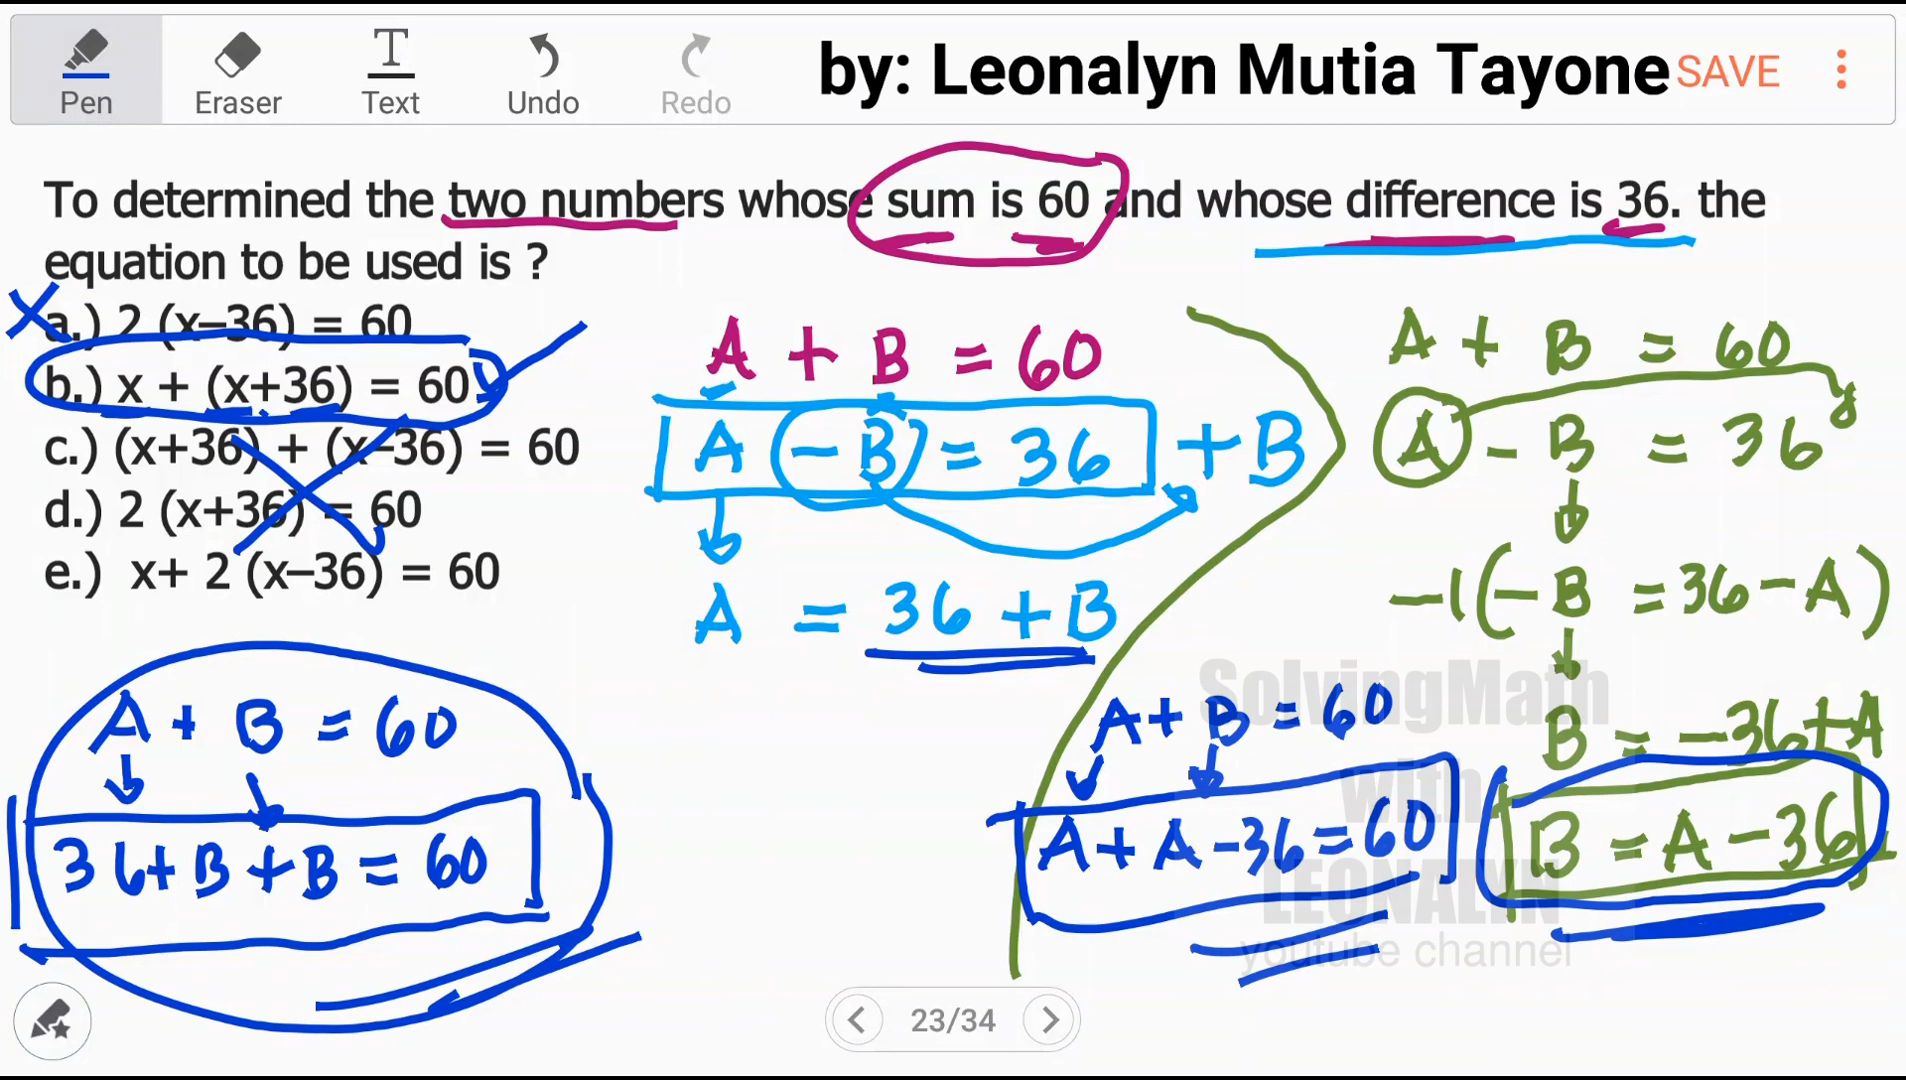 Pen
Eraser
Text
Undo
Redo
by: Leonalyn Mutia Tayone
SAVE
To determined the two numbers whose sum is 60 and whose difference is 36. the
equation to be used is ?
a.) 2 (x–36) = 60
b.) x + (x+36) = 60
c.) (x+36) + (x–36) = 60
d.) 2 (x+36) = 60
e.) x+ 2 (x–36) = 60
A + B = 60
A - B = 36 + B
A = 36 + B
A + B = 60
36+B+B = 60
A + B = 60
A - B = 36
-1(-B = 36-A)
B = -36+A
B = A-36
A+B=60
A+A-36=60
SolvingMath
with
LEONALYN
youtube channel
23/34